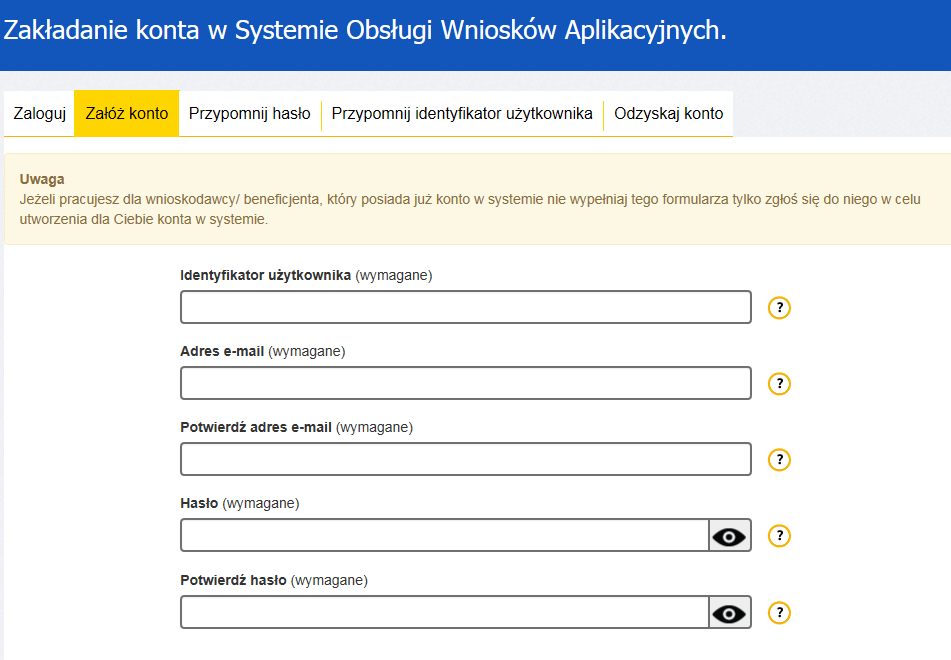 Zakładanie konta w Systemie Obsługi Wniosków Aplikacyjnych.
Zaloguj Załóż konto Przypomnij hasło Przypomnij identyfikator użytkownika Odzyskaj konto
Uwaga
Jeżeli pracujesz dla wnioskodawcy/ beneficjenta, który posiada już konto w systemie nie wypełniaj tego formularza tylko zgłoś się do niego w celu
utworzenia dla Ciebie konta w systemie.
Identyfikator użytkownika (wymagane)
?
Adres e-mail (wymagane)
?
Potwierdź adres e-mail (wymagane)
?
Hasło (wymagane)
?
Potwierdź hasło (wymagane)
?